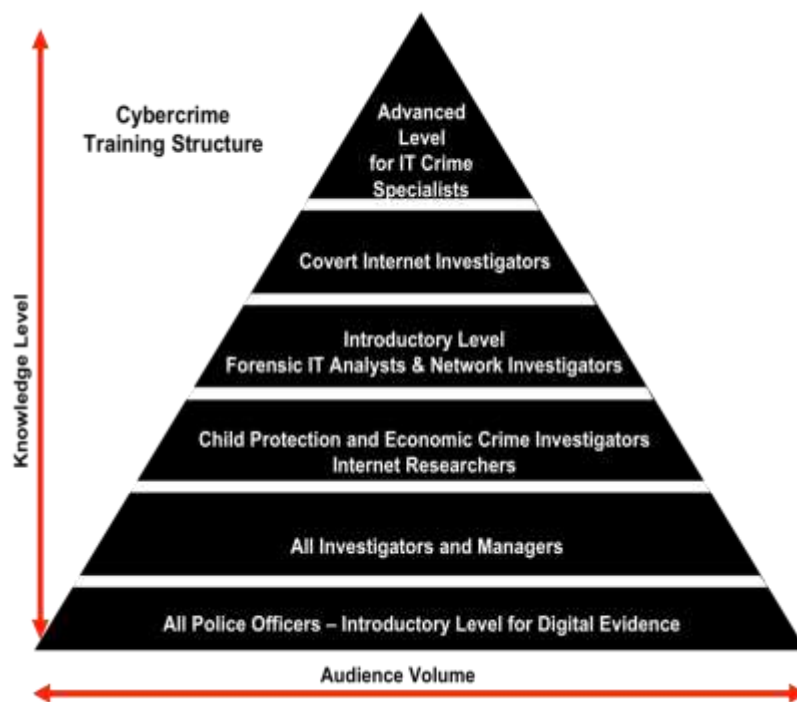 Cybercrime
Training Structure
Advanced
Level
for IT Crime
Specialists
Covert Internet Investigators
Introductory Level
Forensic IT Analysts & Network Investigators
Child Protection and Economic Crime Investigators
Internet Researchers
All Investigators and Managers
All Police Officers – Introductory Level for Digital Evidence
Knowledge Level
Audience Volume